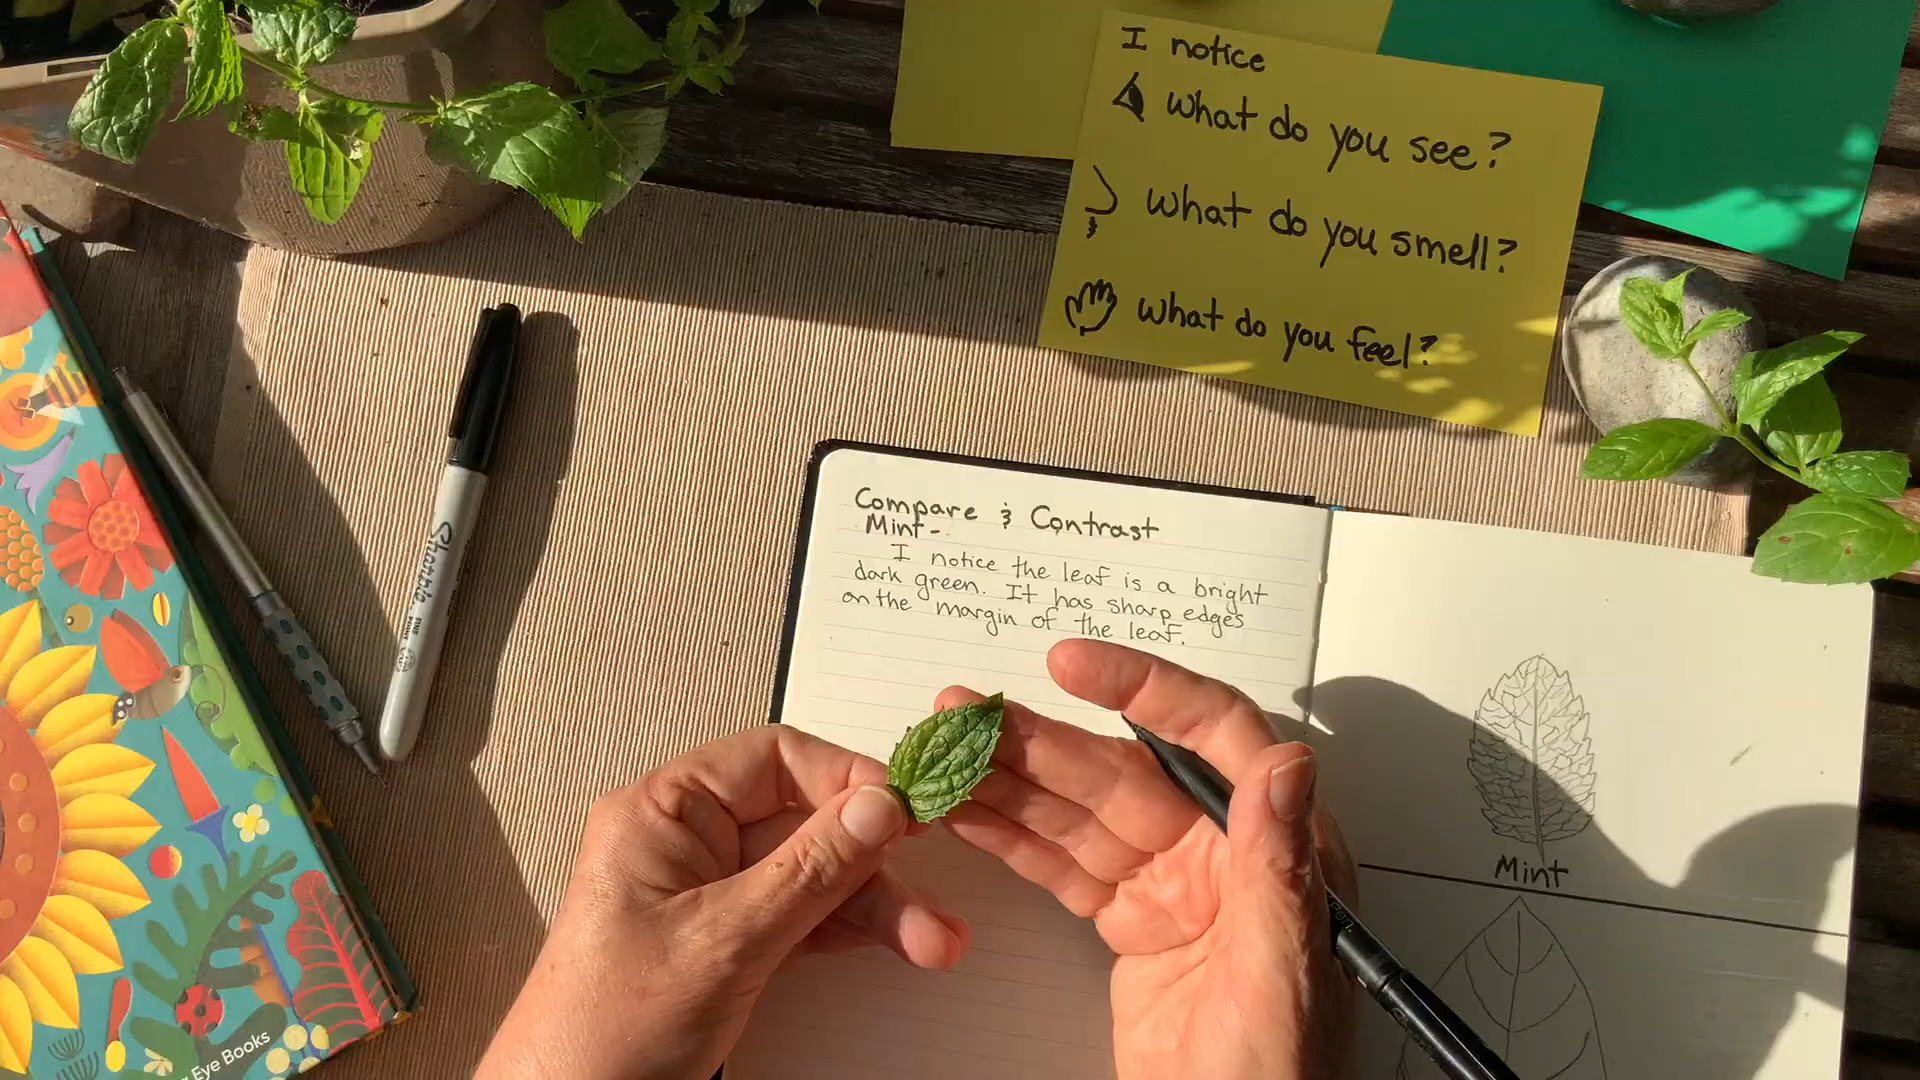 I notice
What do you see?
What do you smell?
What do you feel?
Compare & Contrast
Mint-
I notice the leaf is a bright
dark green. It has sharp edges
on the margin of the leaf.
Mint
Sharpie
Eye Books